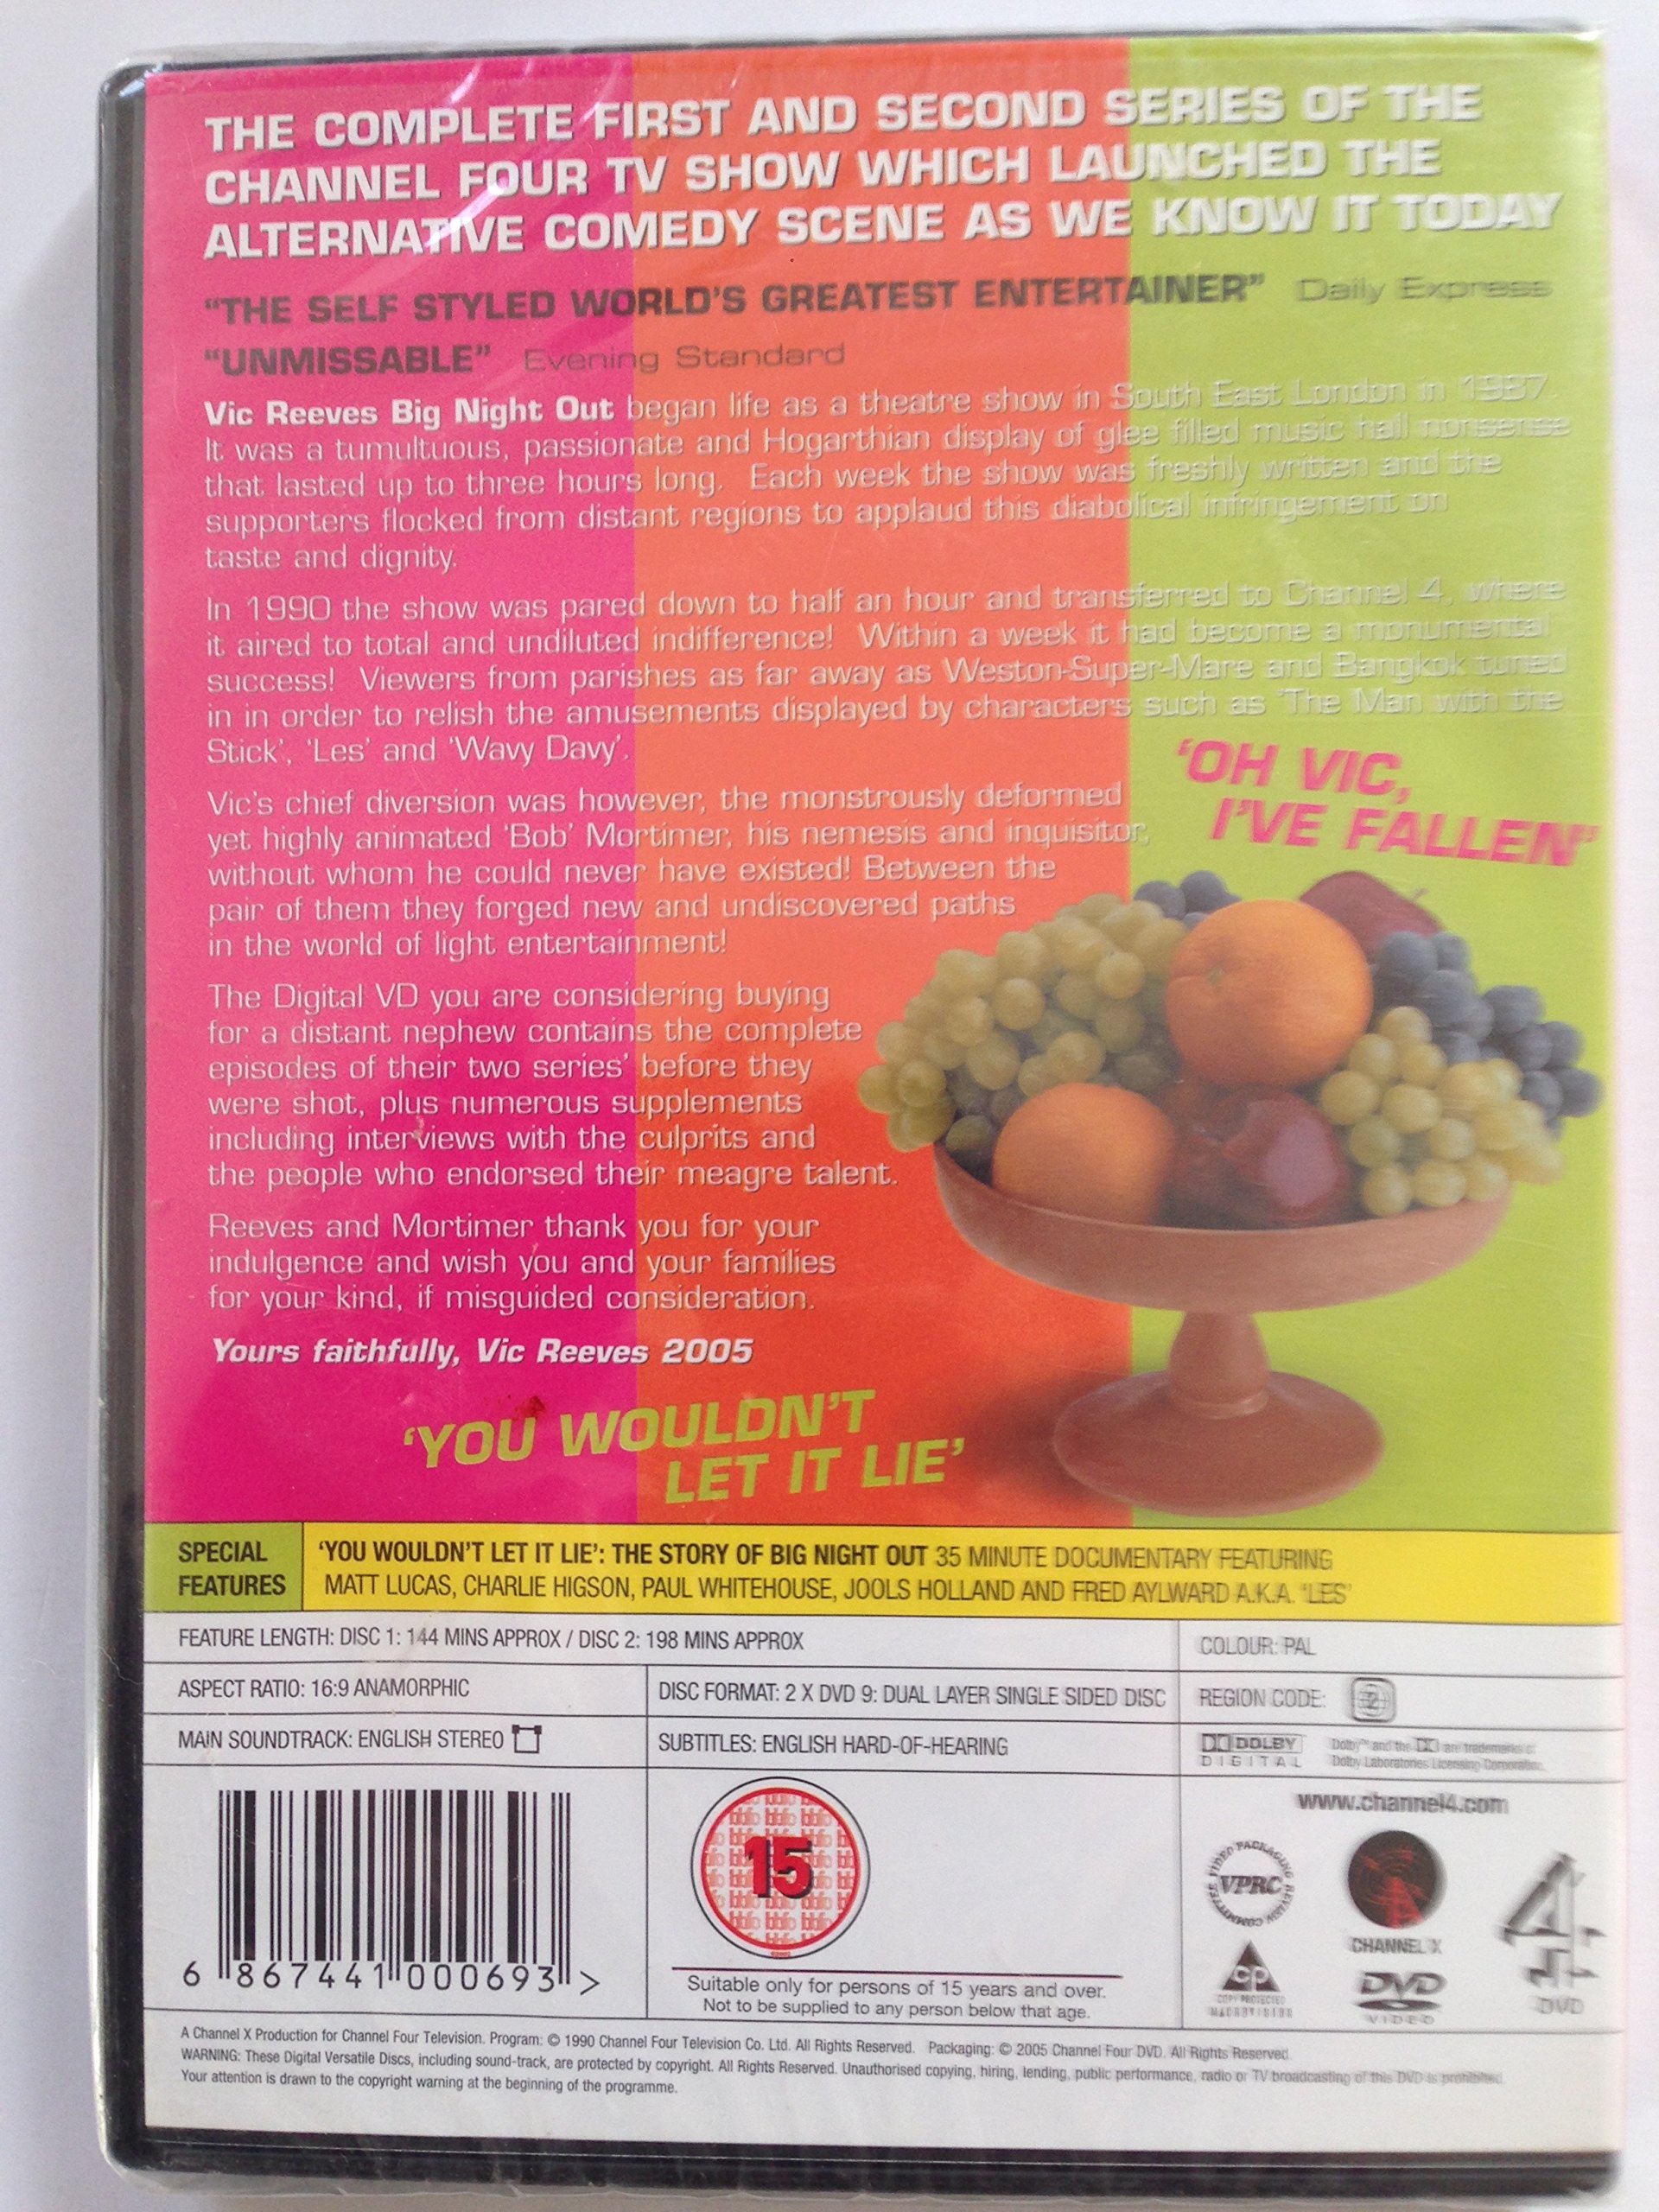 THE COMPLETE FIRST AND SECOND SERIES OF THE
CHANNEL FOUR TV SHOW WHICH LAUNCHED THE
ALTERNATIVE COMEDY SCENE AS WE KNOW IT TODAY
“THE SELF STYLED WORLD'S GREATEST ENTERTAINER” Daily Express
“UNMISSABLE” Evening Standard
Vic Reeves Big Night Out began life as a theatre show in South East London in 1987.
It was a tumultuous, passionate and Hogarthian display of glee filled music hall nonsense
that lasted up to three hours long. Each week the show was freshly written and the
supporters flocked from distant regions to applaud this diabolical infringement on
taste and dignity.
In 1990 the show was pared down to half an hour and transferred to Channel 4, where
it aired to total and undiluted indifference! Within a week it had become a monumental
success! Viewers from parishes as far away as Weston-Super-Mare and Bangkok tuned
in in order to relish the amusements displayed by characters such as 'The Man with the
Stick', 'Les' and 'Wavy Davy'.
'OH VIC,
I'VE FALLEN”
Vic's chief diversion was however, the monstrously deformed
yet highly animated 'Bob' Mortimer, his nemesis and inquisitor,
without whom he could never have existed! Between the
pair of them they forged new and undiscovered paths
in the world of light entertainment!
The Digital VD you are considering buying
for a distant nephew contains the complete
episodes of their two series' before they
were shot, plus numerous supplements
including interviews with the culprits and
the people who endorsed their meagre talent.
Reeves and Mortimer thank you for your
indulgence and wish you and your families
for your kind, if misguided consideration.
Yours faithfully, Vic Reeves 2005
'YOU WOULDN'T
LET IT LIE'
SPECIAL
FEATURES
'YOU WOULDN'T LET IT LIE': THE STORY OF BIG NIGHT OUT 35 MINUTE DOCUMENTARY FEATURING
MATT LUCAS, CHARLIE HIGSON, PAUL WHITEHOUSE, JOOLS HOLLAND AND FRED AYLWARD A.K.A. 'LES'
FEATURE LENGTH: DISC 1: 144 MINS APPROX / DISC 2: 198 MINS APPROX
COLOUR: PAL
ASPECT RATIO: 16:9 ANAMORPHIC
DISC FORMAT: 2 X DVD 9: DUAL LAYER SINGLE SIDED DISC
REGION CODE: 2
MAIN SOUNDTRACK: ENGLISH STEREO
SUBTITLES: ENGLISH HARD-OF-HEARING
DOLBY
DIGITAL
Dolby™ and the are trademarks of
Dolby Laboratories Licensing Corporation.
www.channel4.com
6 867441 000693 >
15
Suitable only for persons of 15 years and over.
Not to be supplied to any person below that age.
VIDEO PACKAGING REVIEW COMMITTEE
VPRC
CHANNEL X
4
DVD
CP
COPY PROTECTED
MACROVISION
DVD
VIDEO
A Channel X Production for Channel Four Television. Program: © 1990 Channel Four Television Co. Ltd. All Rights Reserved. Packaging: © 2005 Channel Four DVD. All Rights Reserved.
WARNING: These Digital Versatile Discs, including sound-track, are protected by copyright. All Rights Reserved. Unauthorised copying, hiring, lending, public performance, radio or TV broadcasting of this DVD is prohibited.
Your attention is drawn to the copyright warning at the beginning of the programme.